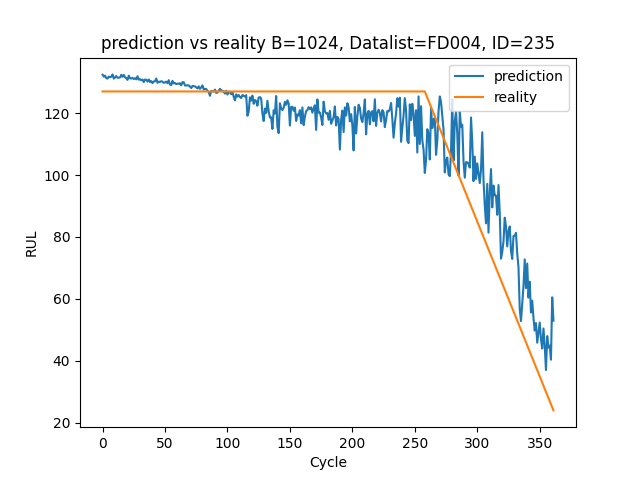 prediction vs reality B=1024, Datalist=FD004, ID=235
prediction
reality
RUL
120
100
80
60
40
20
0 50 100 150 200 250 300 350
Cycle